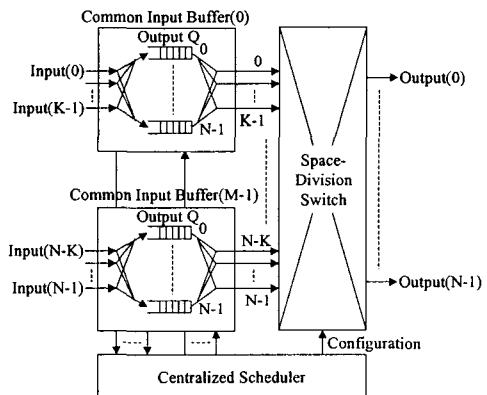 Common Input Buffer(0)
Output Q
0
Input(0)
Input(K-1)
N-1
0
K-1
Output(0)
Space-
Division
Switch
Common Input Buffer(M-1)
Output Q
0
Input(N-K)
Input(N-1)
N-1
N-K
N-1
Output(N-1)
Configuration
Centralized Scheduler